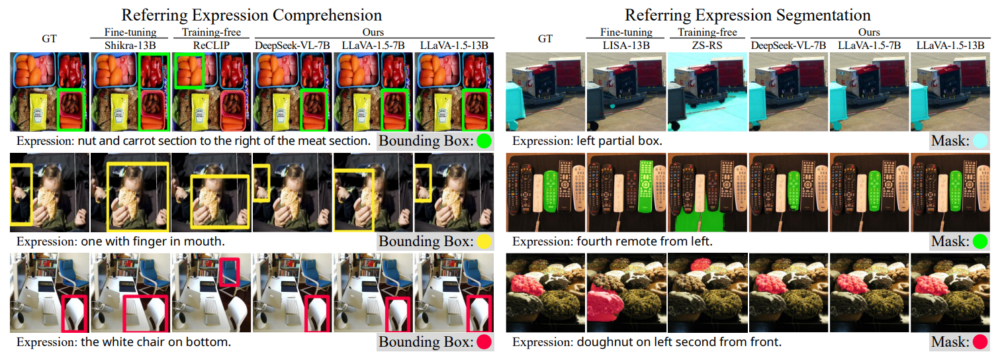 Referring Expression Comprehension
GT
Fine-tuning
Shikra-13B
Training-free
ReCLIP
Ours
DeepSeek-VL-7B
LLaVA-1.5-7B
LLaVA-1.5-13B
Expression: nut and carrot section to the right of the meat section.
Bounding Box:
Expression: one with finger in mouth.
Bounding Box:
Expression: the white chair on bottom.
Bounding Box:
Referring Expression Segmentation
GT
Fine-tuning
LISA-13B
Training-free
ZS-RS
Ours
DeepSeek-VL-7B
LLaVA-1.5-7B
LLaVA-1.5-13B
Expression: left partial box.
Mask:
Expression: fourth remote from left.
Mask:
Expression: doughnut on left second from front.
Mask: